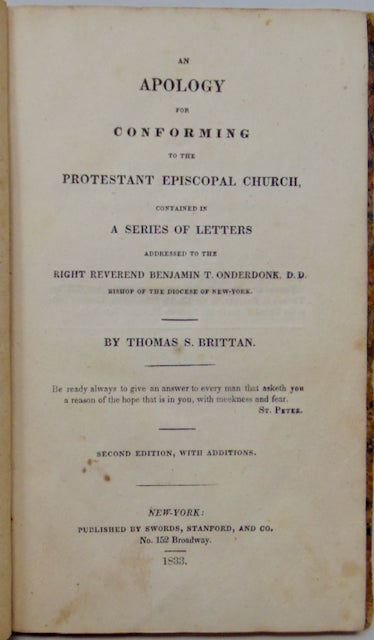 AN
APOLOGY
FOR
CONFORMING
TO THE
PROTESTANT EPISCOPAL CHURCH,
CONTAINED IN
A SERIES OF LETTERS
ADDRESSED TO THE
RIGHT REVEREND BENJAMIN T. ONDERDONK, D. D.
BISHOP OF THE DIOCESE OF NEW-YORK.
BY THOMAS S. BRITTAN.
Be ready always to give an answer to every man that asketh you
a reason of the hope that is in you, with meekness and fear.
ST. PETER.
SECOND EDITION, WITH ADDITIONS.
NEW-YORK:
PUBLISHED BY SWORDS, STANFORD, AND CO.
No. 152 Broadway.
1833.